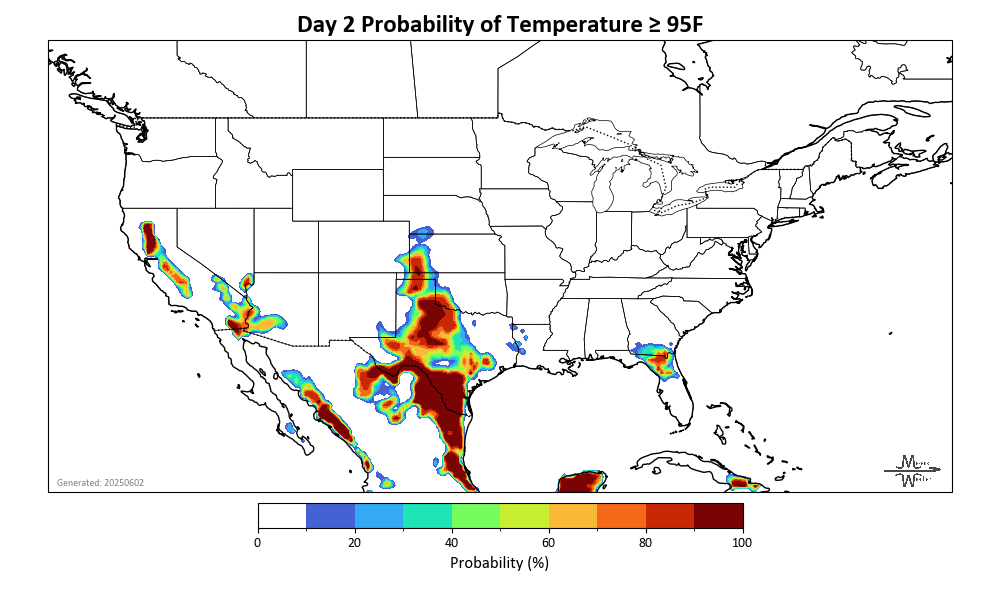 Day 2 Probability of Temperature ≥ 95F
Generated: 20250602
0 20 40 60 80 100
Probability (%)